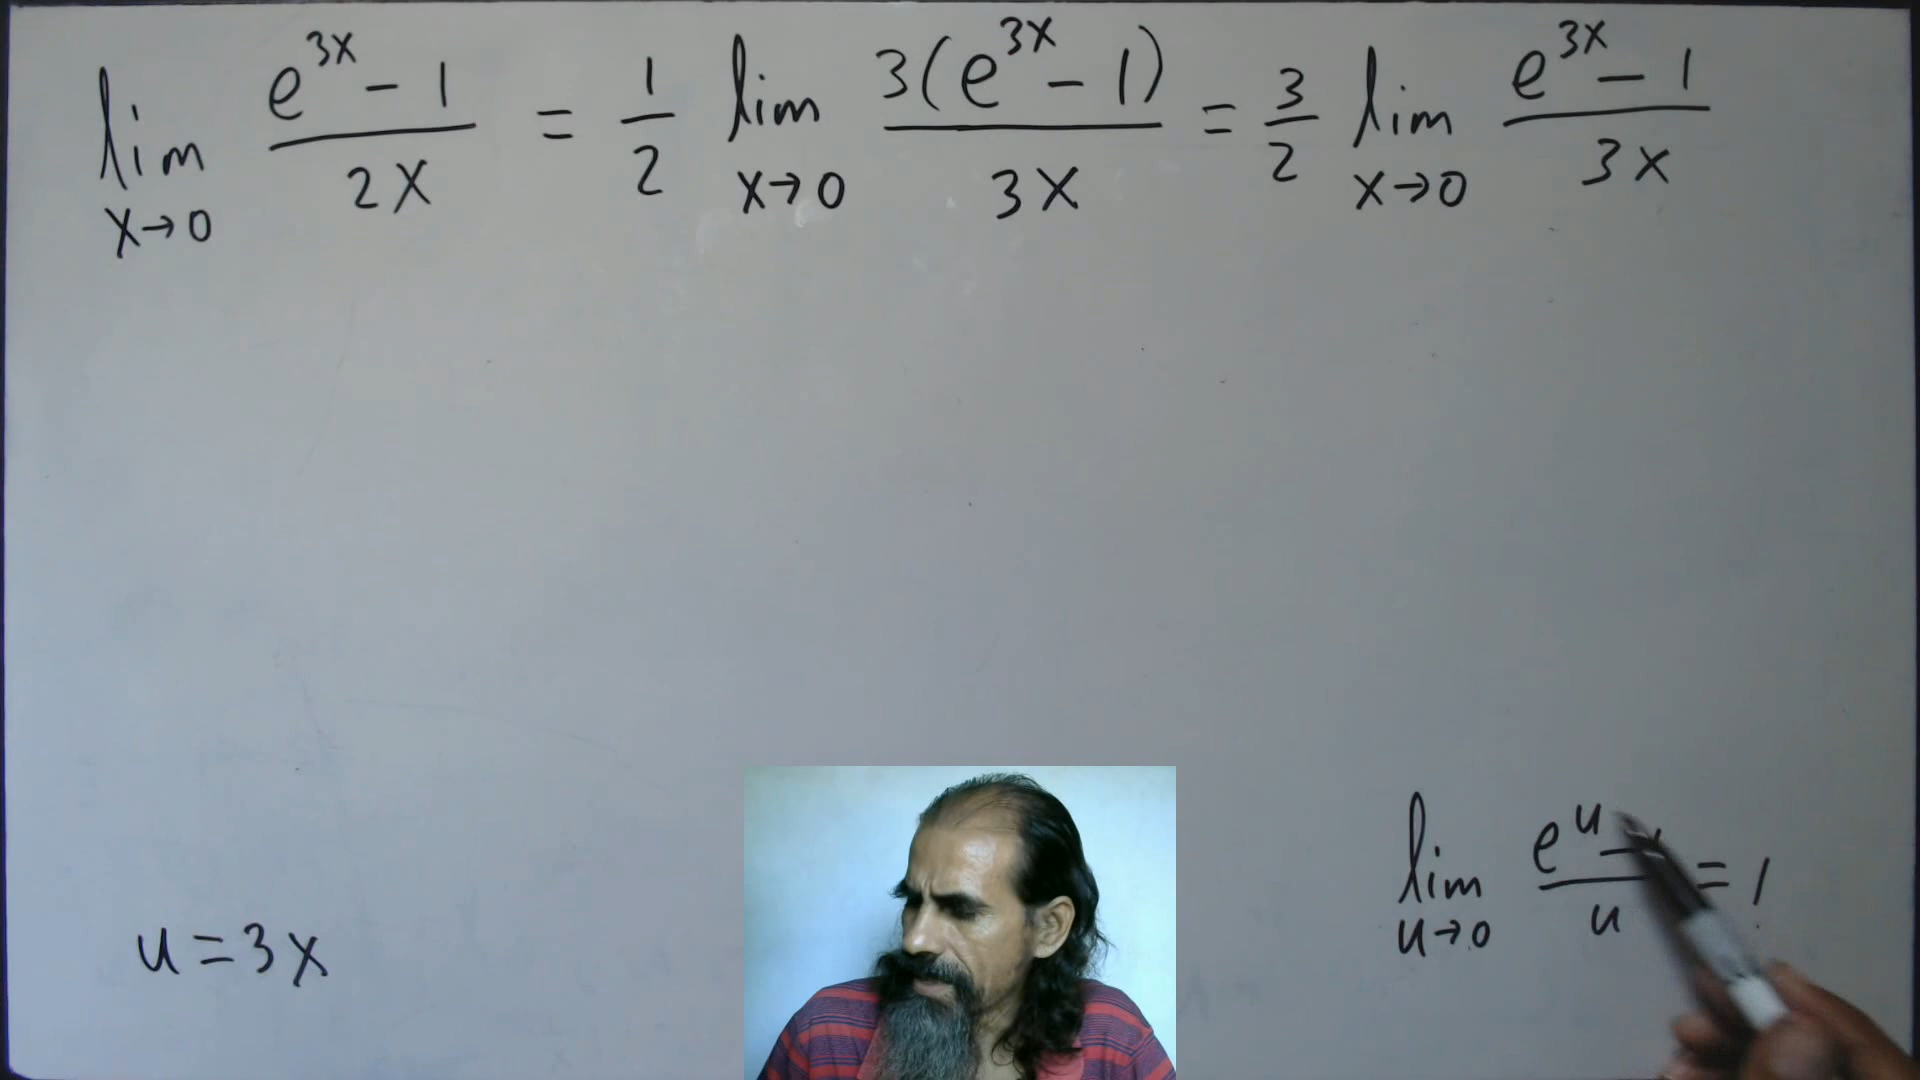 lim x→0 (e^{3x} - 1)/(2x) = 1/2 lim x→0 3(e^{3x} - 1)/(3x) = 3/2 lim x→0 (e^{3x} - 1)/(3x)
u = 3x
lim u→0 (e^u - )/u = 1